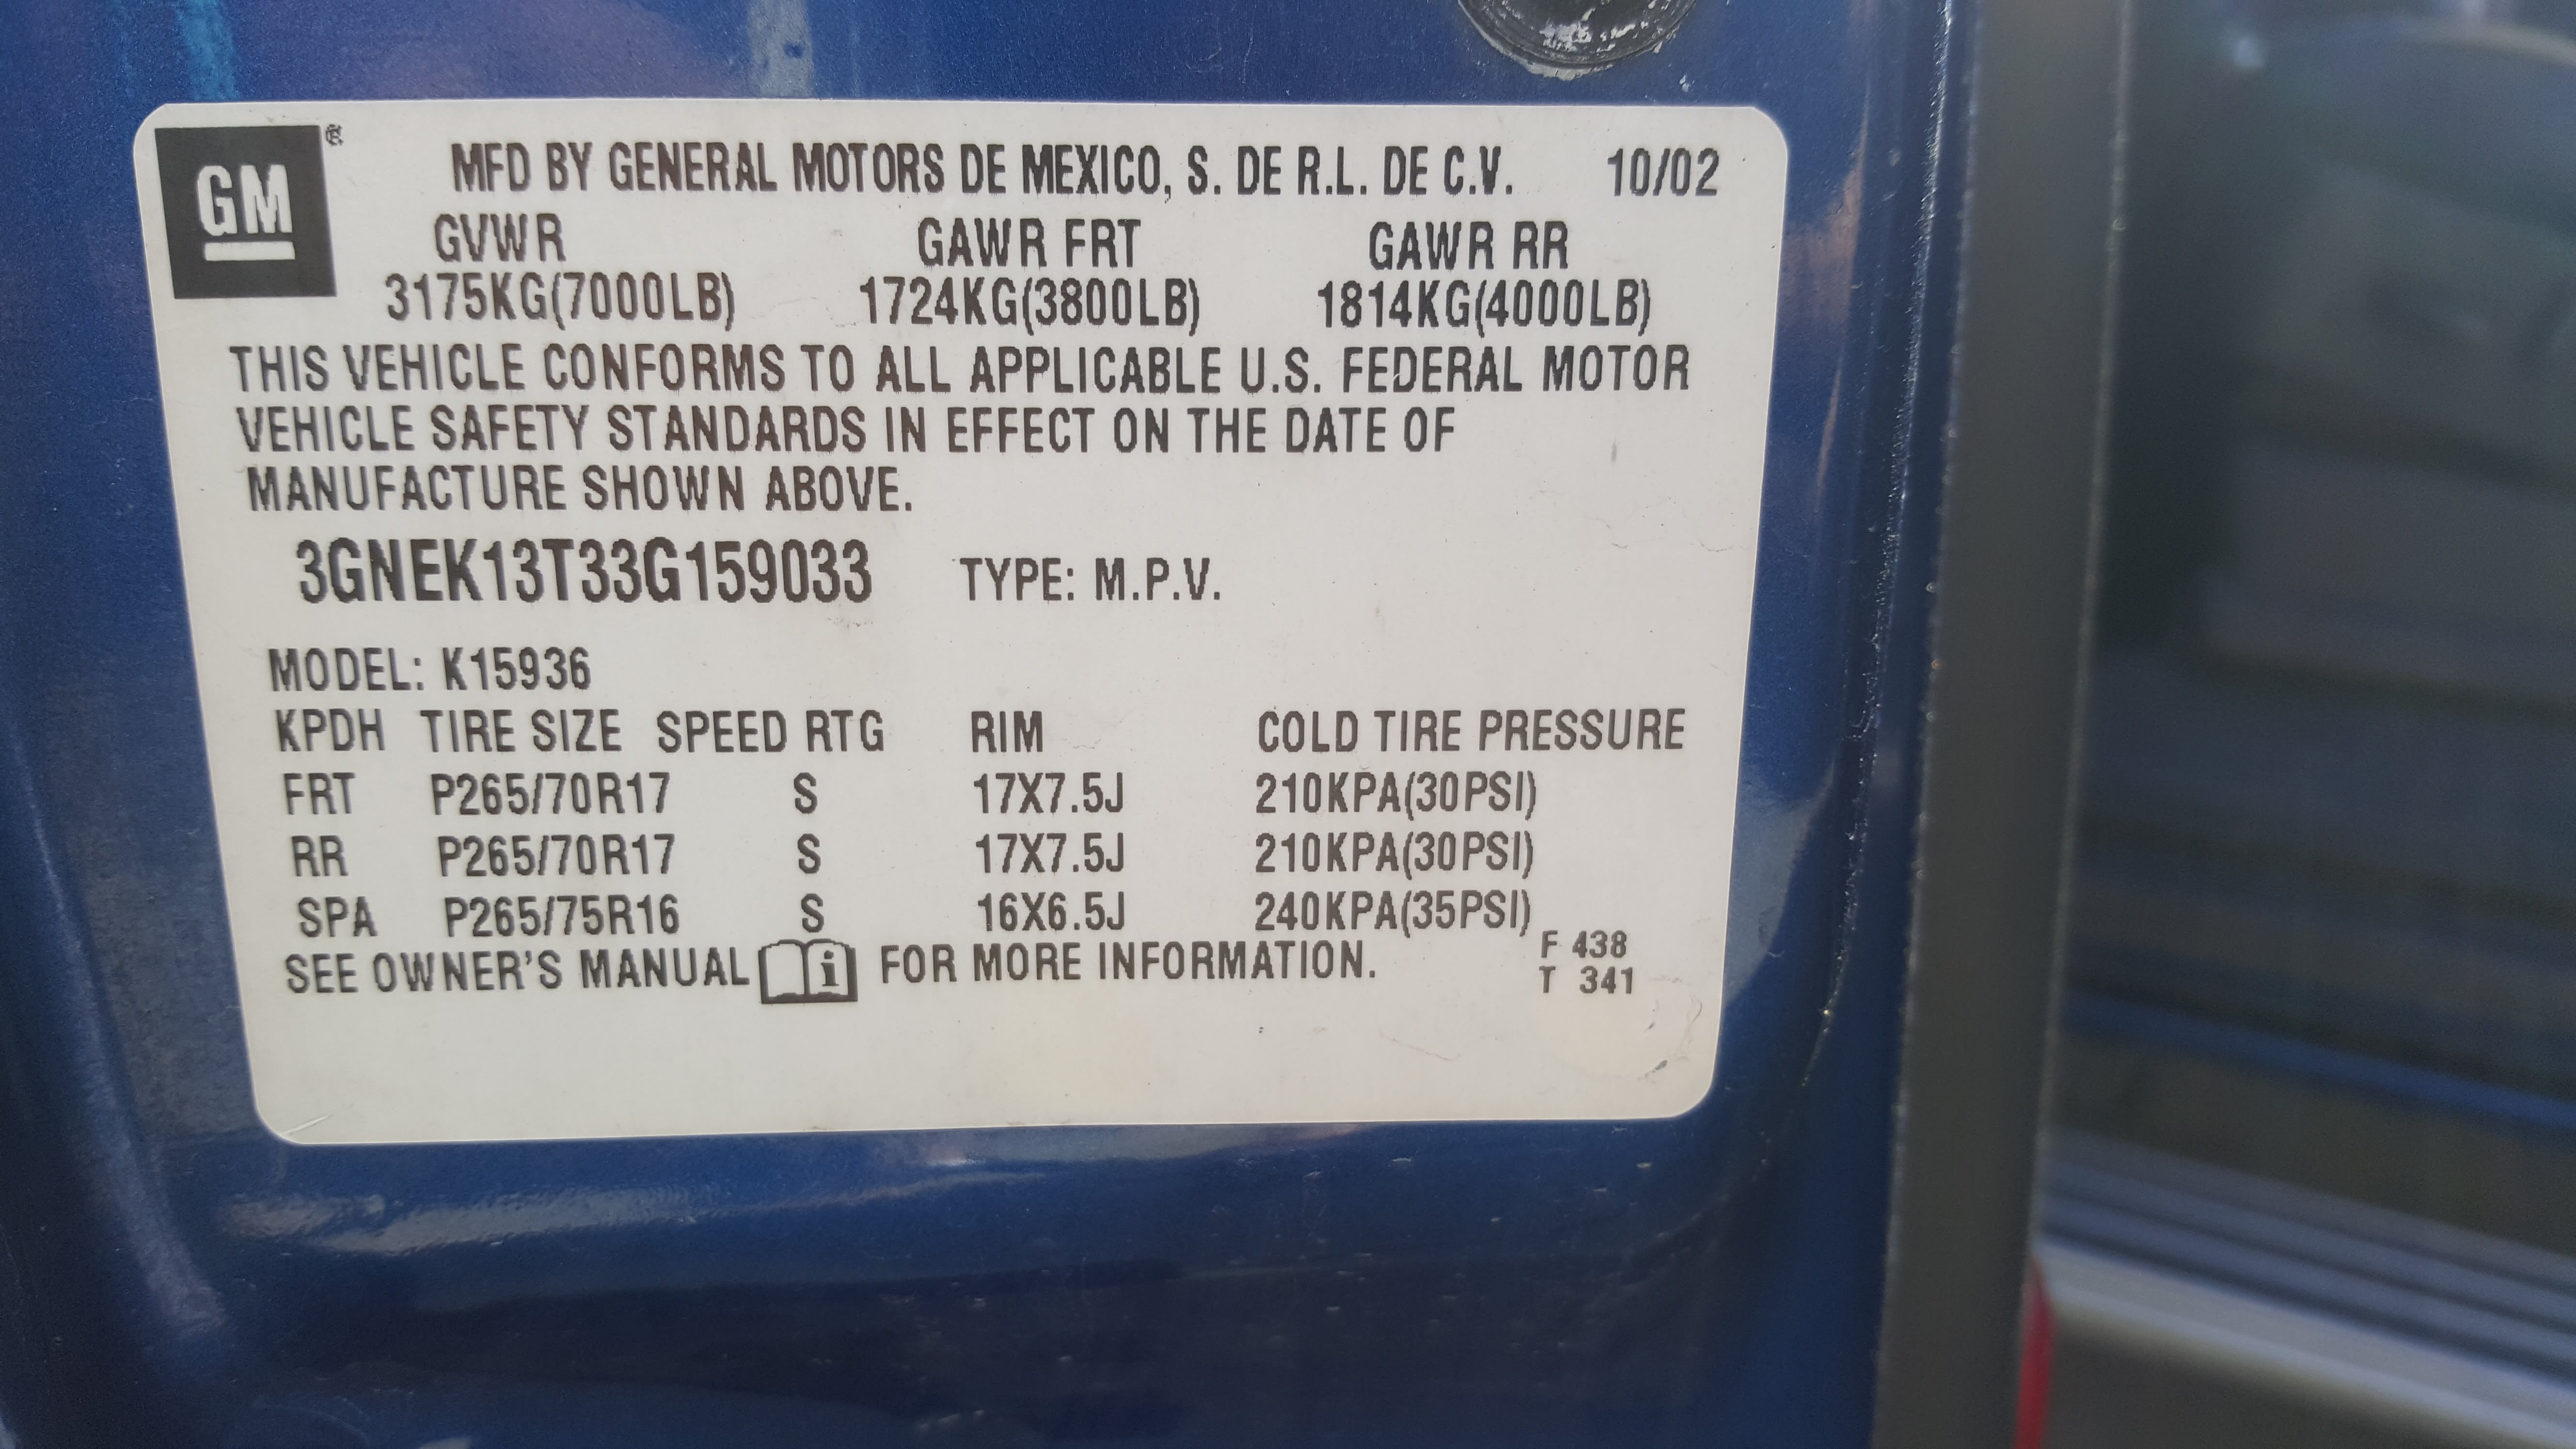 GM®
MFD BY GENERAL MOTORS DE MEXICO, S. DE R.L. DE C.V. 10/02
GVWR GAWR FRT GAWR RR
3175KG(7000LB) 1724KG(3800LB) 1814KG(4000LB)
THIS VEHICLE CONFORMS TO ALL APPLICABLE U.S. FEDERAL MOTOR
VEHICLE SAFETY STANDARDS IN EFFECT ON THE DATE OF
MANUFACTURE SHOWN ABOVE.
3GNEK13T33G159033 TYPE: M.P.V.
MODEL: K15936
KPDH TIRE SIZE SPEED RTG RIM COLD TIRE PRESSURE
FRT P265/70R17 S 17X7.5J 210KPA(30PSI)
RR P265/70R17 S 17X7.5J 210KPA(30PSI)
SPA P265/75R16 S 16X6.5J 240KPA(35PSI)
SEE OWNER'S MANUAL i FOR MORE INFORMATION.
F 438
T 341